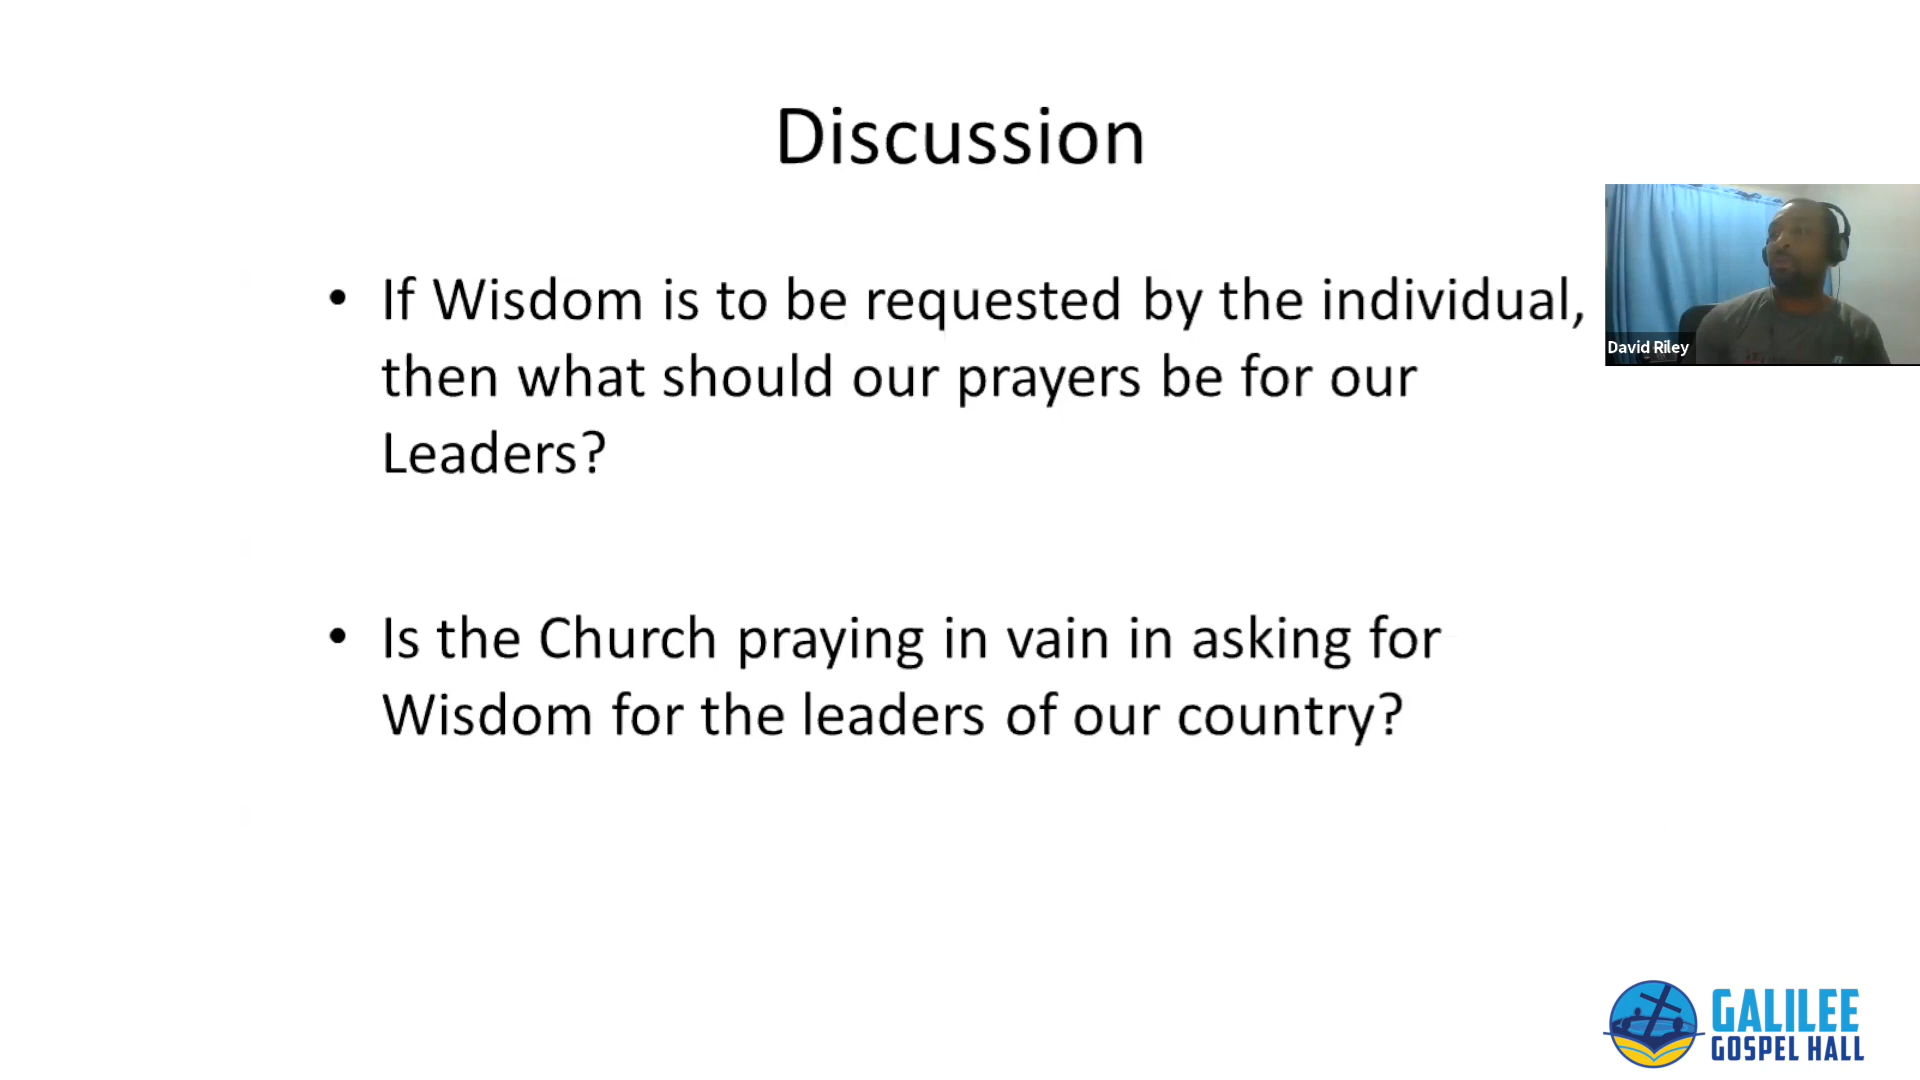 Discussion
• If Wisdom is to be requested by the individual,
then what should our prayers be for our
Leaders?
David Riley
• Is the Church praying in vain in asking for
Wisdom for the leaders of our country?
GALILEE
GOSPEL HALL